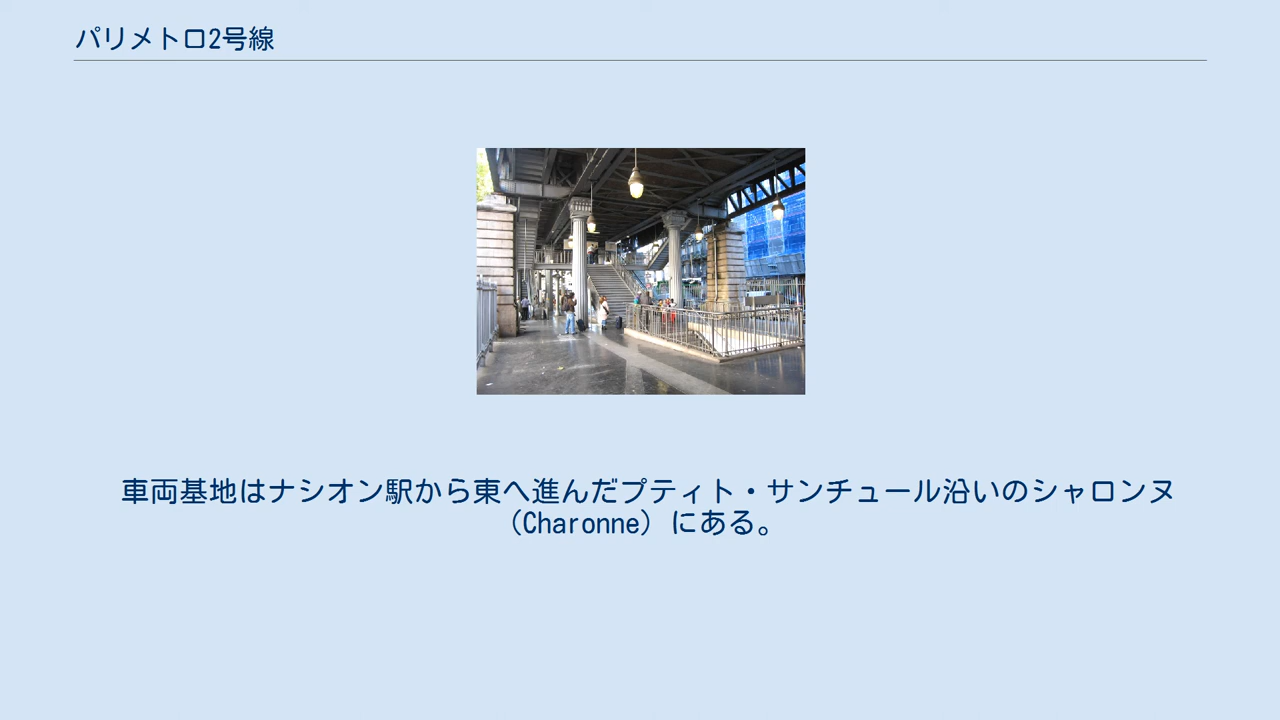 パリメトロ2号線
車両基地はナシオン駅から東へ進んだプティト・サンチュール沿いのシャロンヌ
（Charonne）にある。